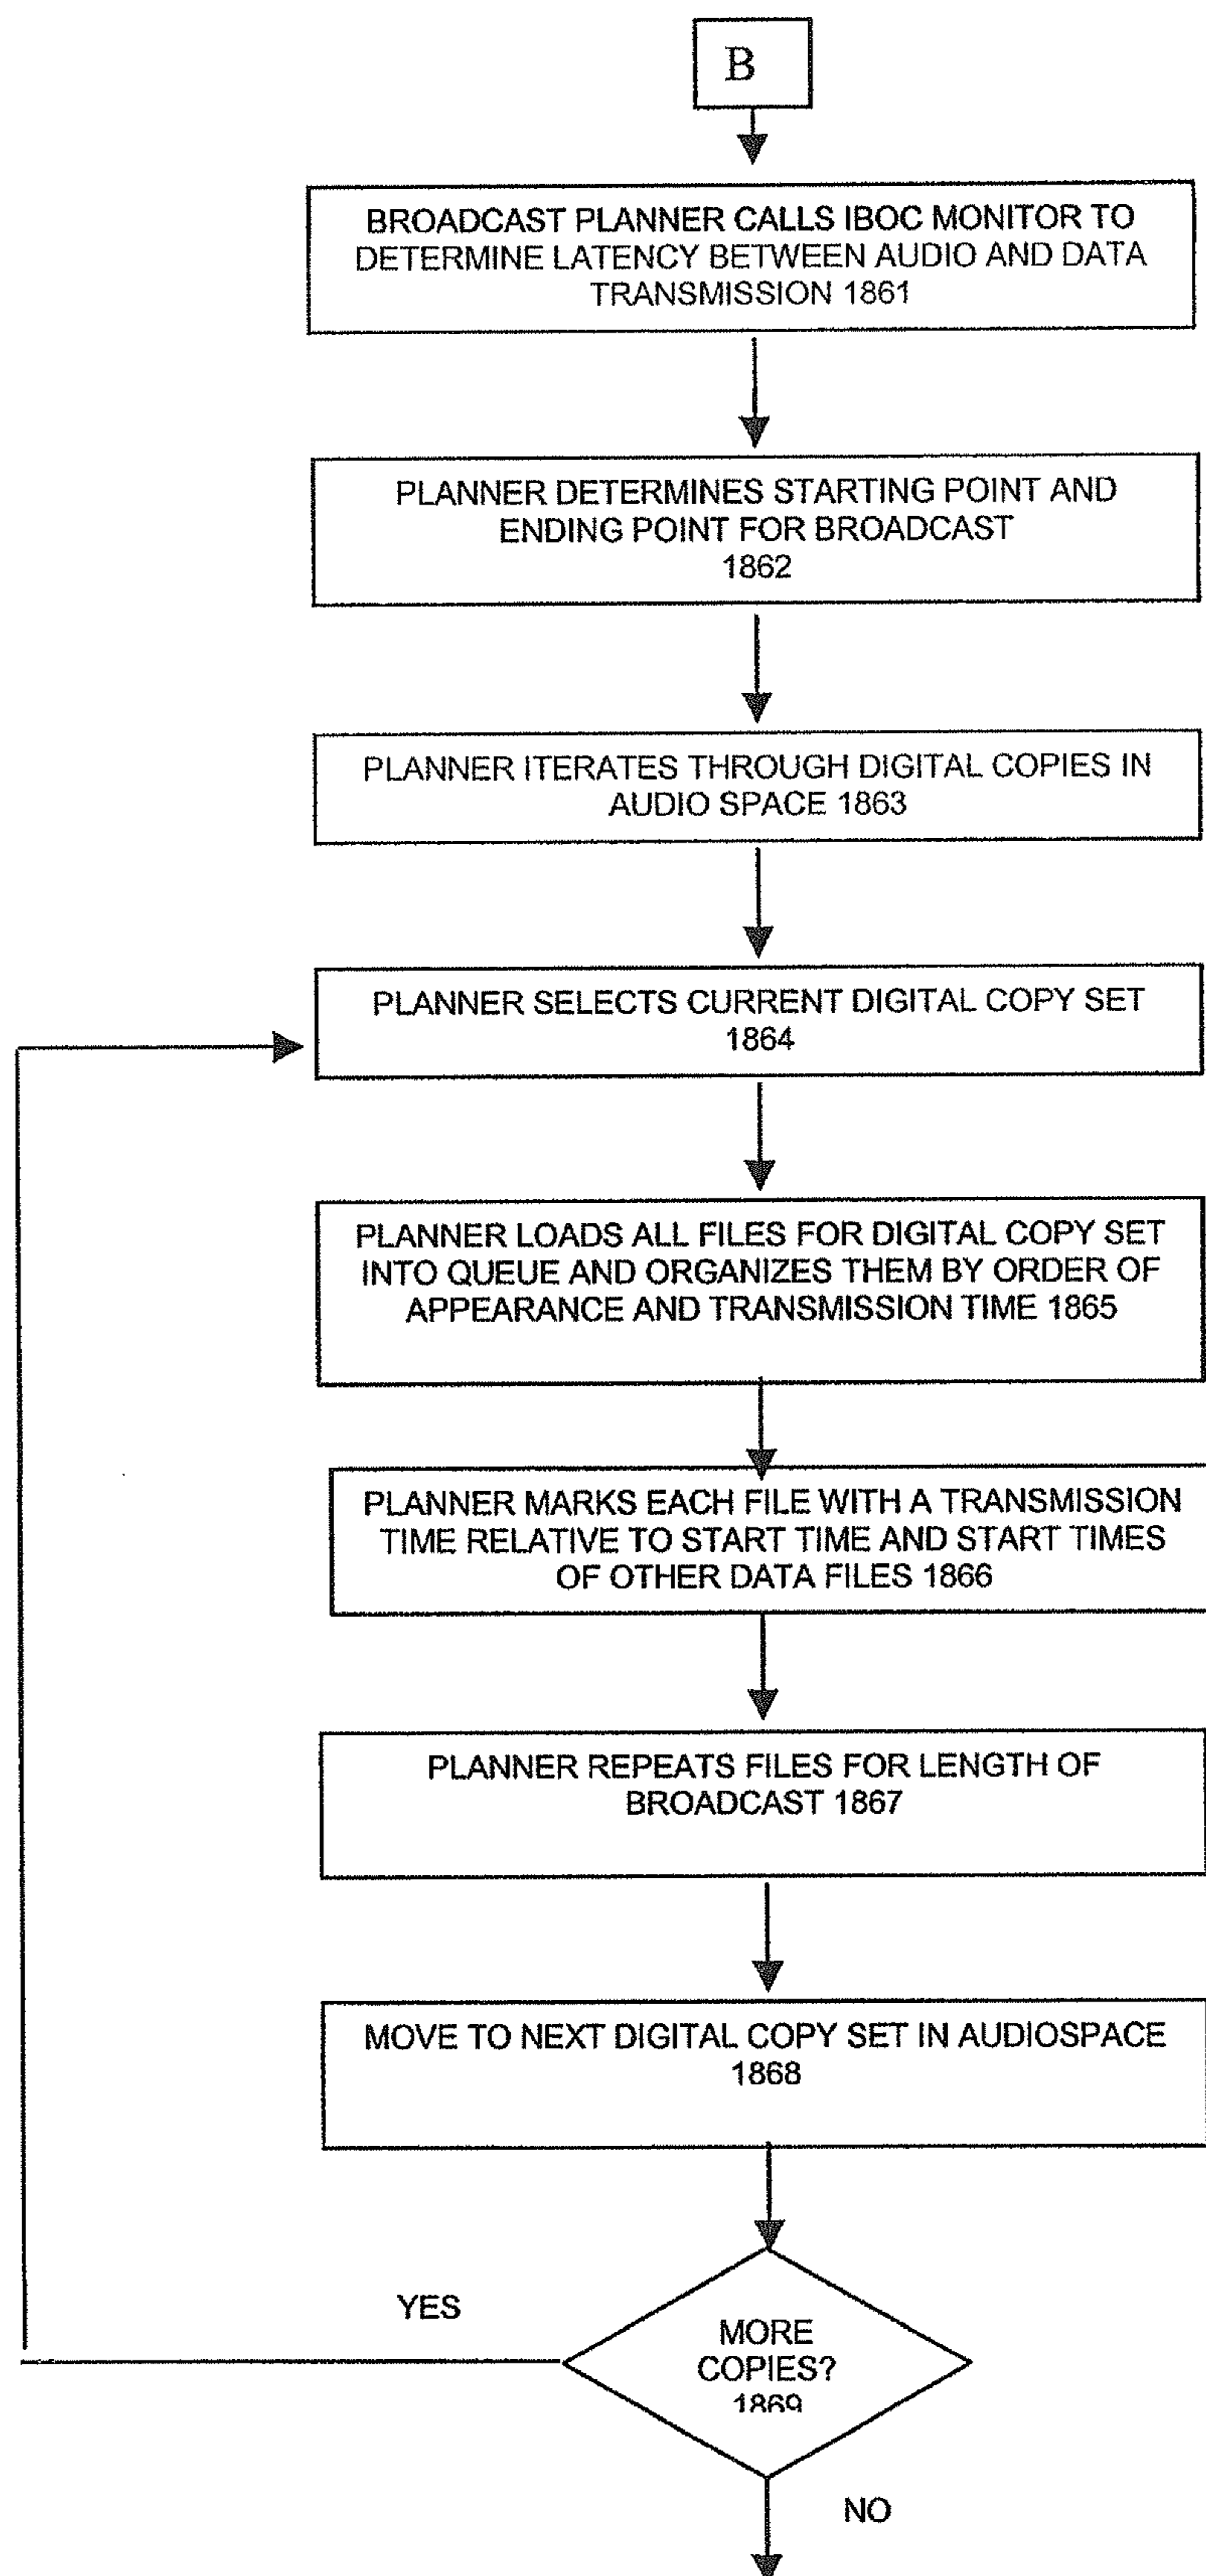 B
BROADCAST PLANNER CALLS IBOC MONITOR TO
DETERMINE LATENCY BETWEEN AUDIO AND DATA
TRANSMISSION 1861
PLANNER DETERMINES STARTING POINT AND
ENDING POINT FOR BROADCAST
1862
PLANNER ITERATES THROUGH DIGITAL COPIES IN
AUDIO SPACE 1863
PLANNER SELECTS CURRENT DIGITAL COPY SET
1864
PLANNER LOADS ALL FILES FOR DIGITAL COPY SET
INTO QUEUE AND ORGANIZES THEM BY ORDER OF
APPEARANCE AND TRANSMISSION TIME 1865
PLANNER MARKS EACH FILE WITH A TRANSMISSION
TIME RELATIVE TO START TIME AND START TIMES
OF OTHER DATA FILES 1866
PLANNER REPEATS FILES FOR LENGTH OF
BROADCAST 1867
MOVE TO NEXT DIGITAL COPY SET IN AUDIOSPACE
1868
YES
MORE
COPIES?
1869
NO